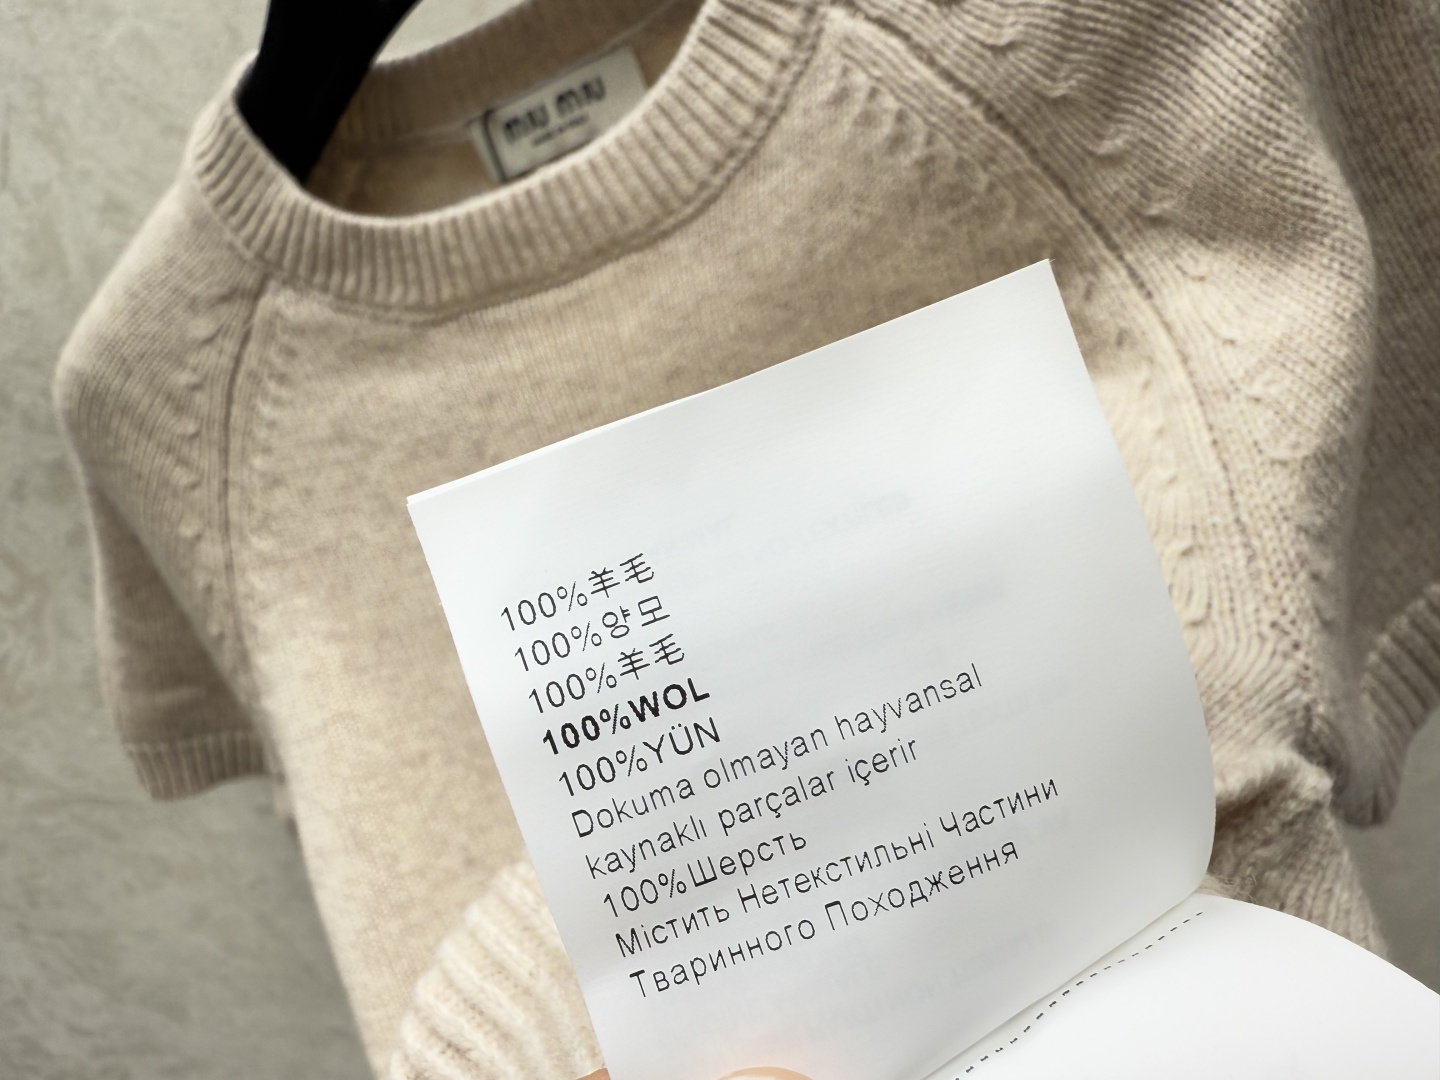 miu miu
100%羊毛
100%양모
100%羊毛
100%WOL
100%YÜN
Dokuma olmayan hayvansal
kaynaklı parçalar içerir
100%Шерсть
Містить Нетекстильні Частини
Тваринного Походження